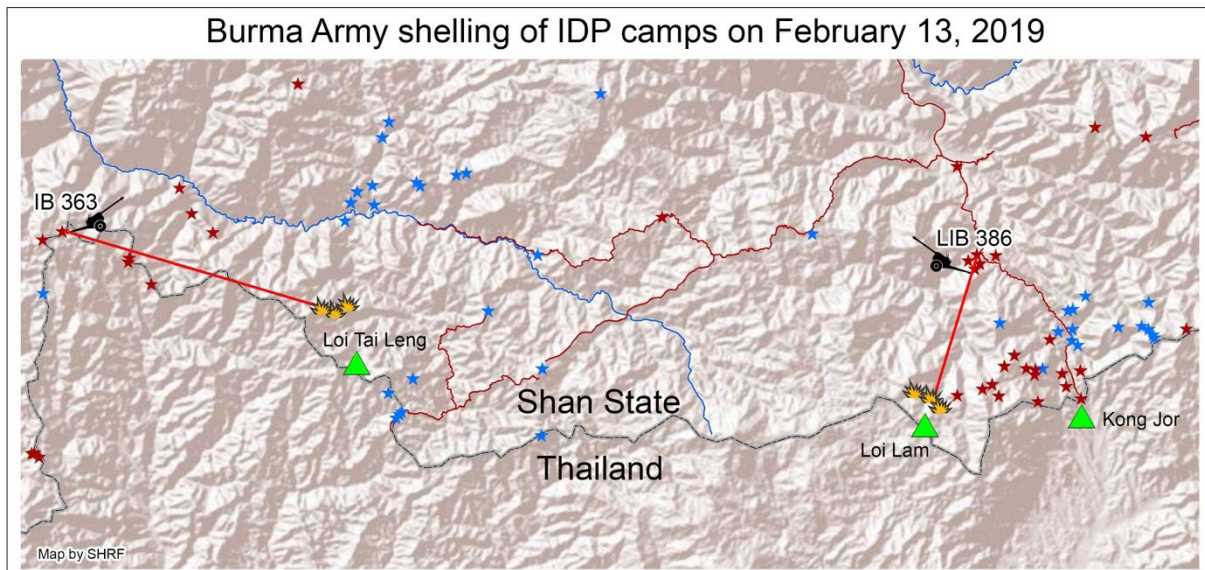 Burma Army shelling of IDP camps on February 13, 2019
IB 363
LIB 386
Loi Tai Leng
Shan State
Kong Jor
Loi Lam
Thailand
Map by SHRF